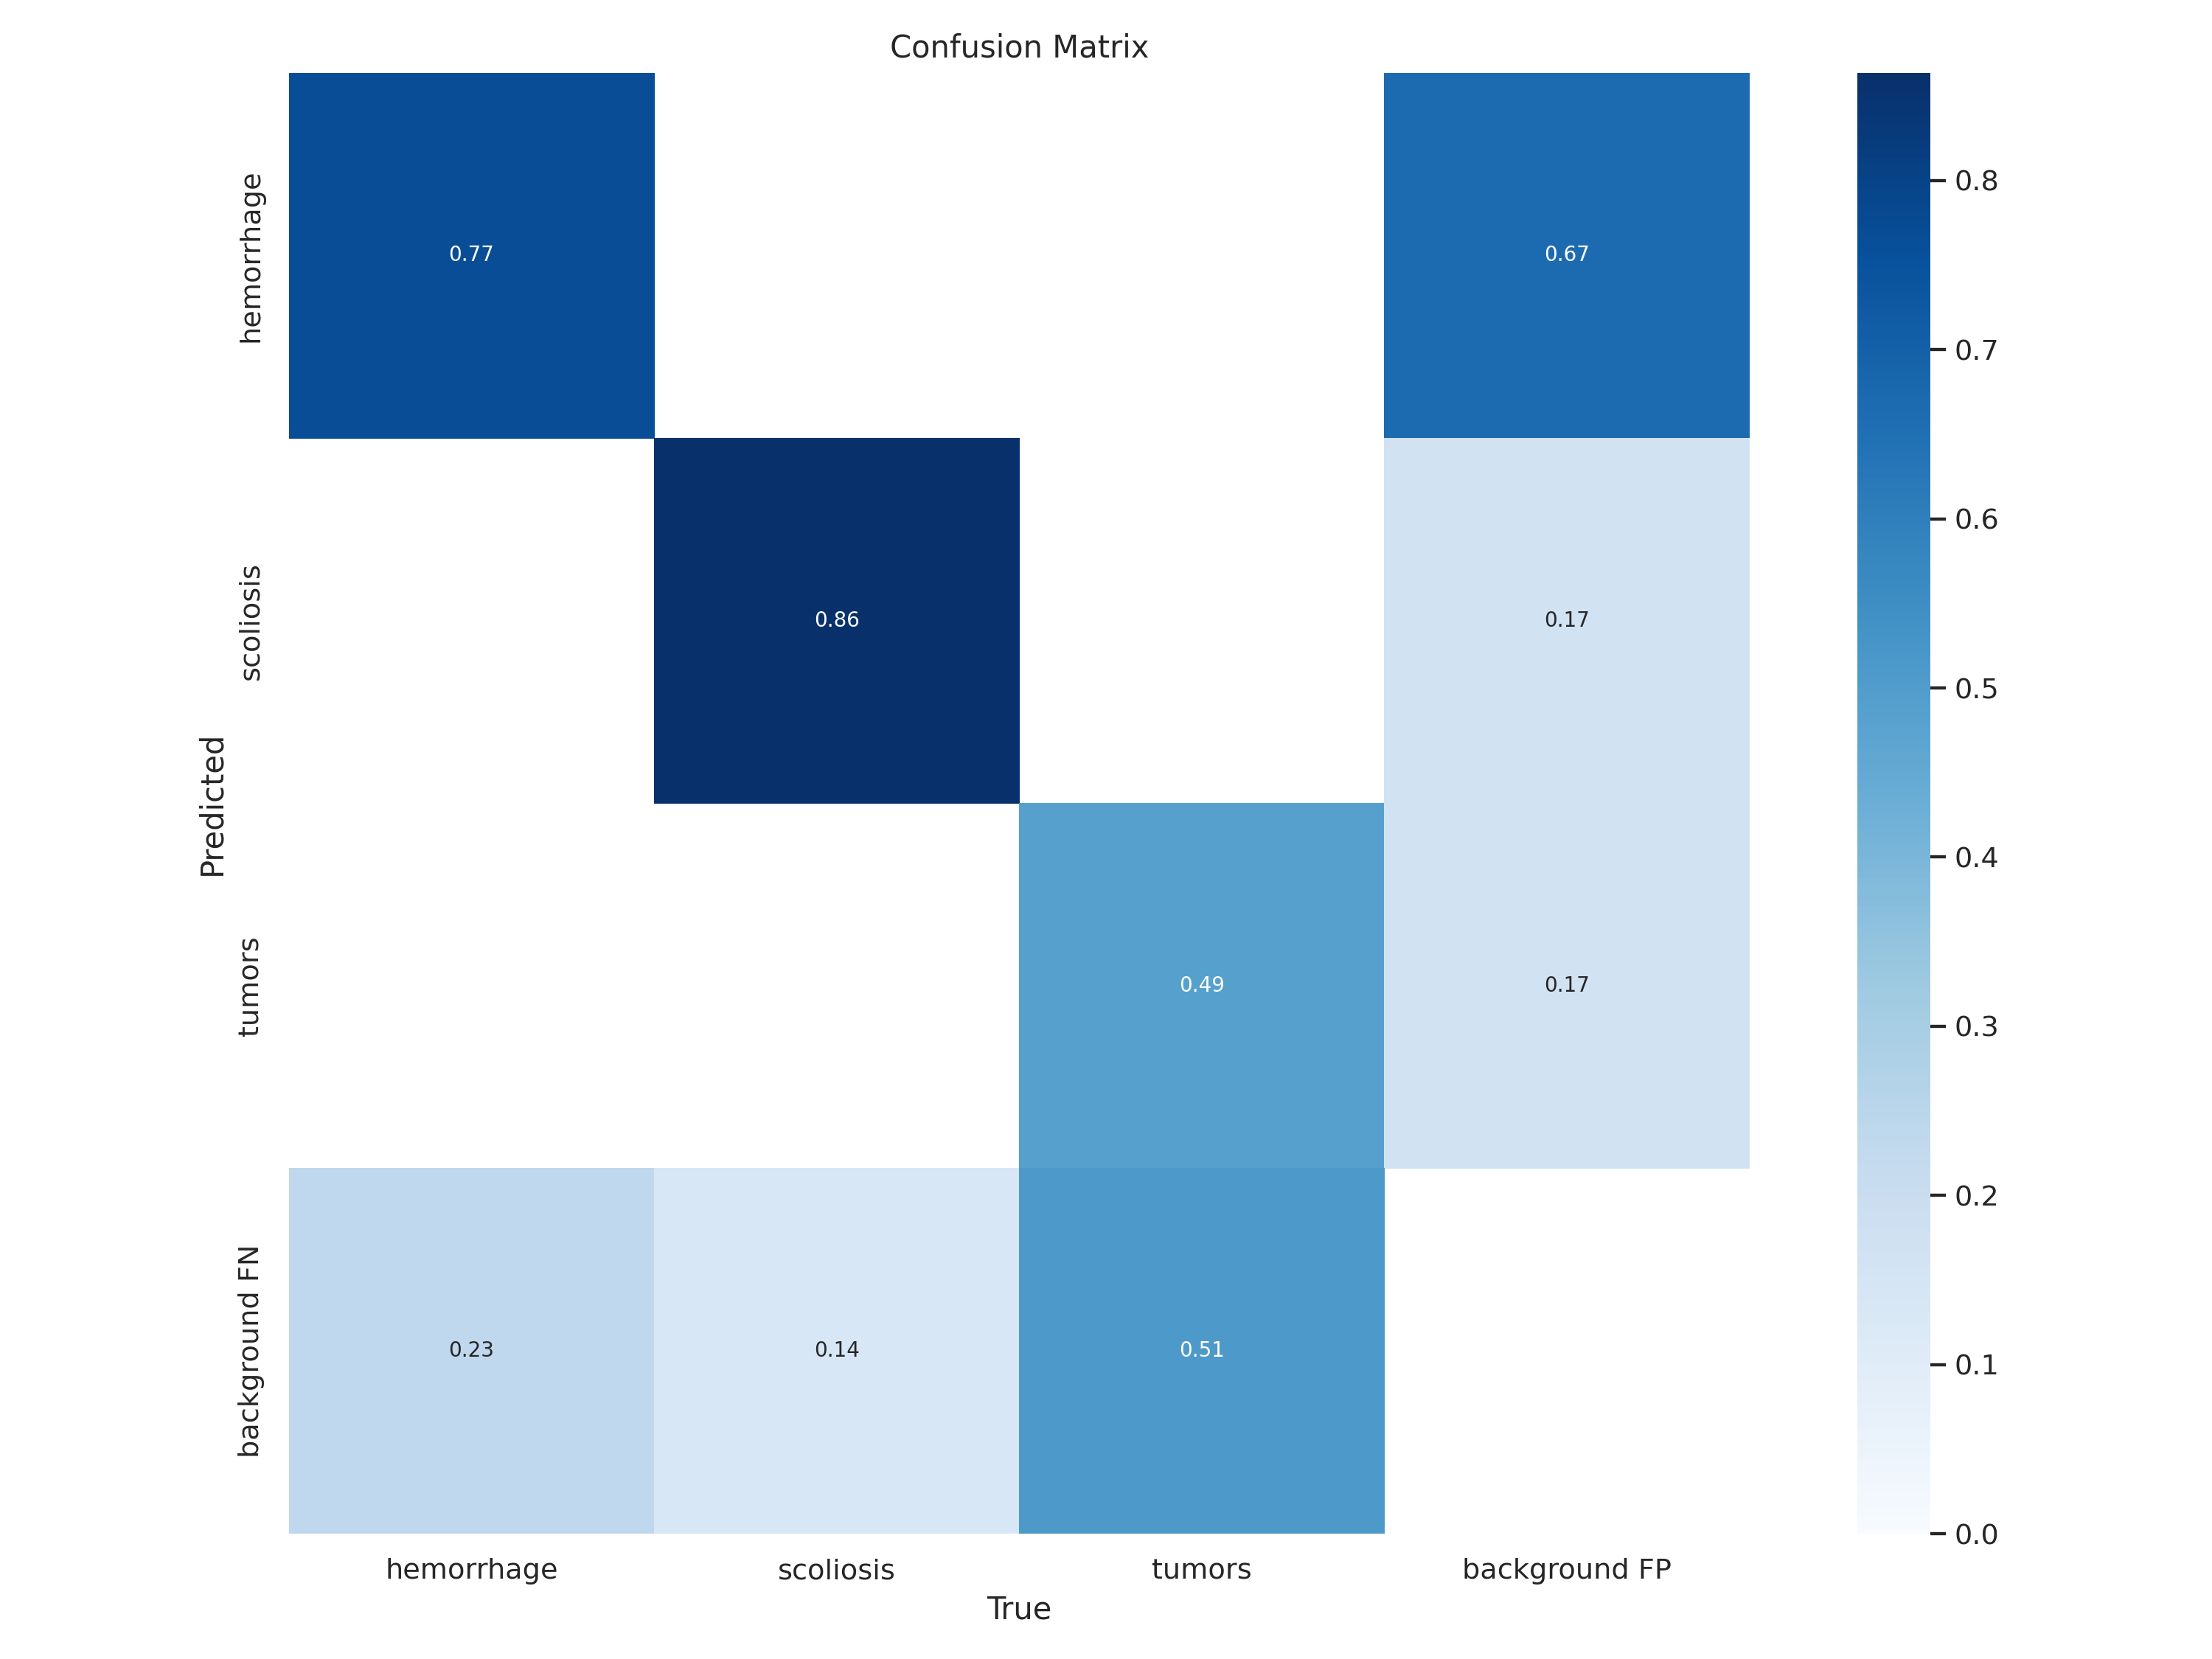 Confusion Matrix
hemorrhage
scoliosis
tumors
background FN
Predicted
0.77
0.67
0.86
0.17
0.49
0.17
0.23
0.14
0.51
hemorrhage
scoliosis
tumors
background FP
True
0.8
0.7
0.6
0.5
0.4
0.3
0.2
0.1
0.0